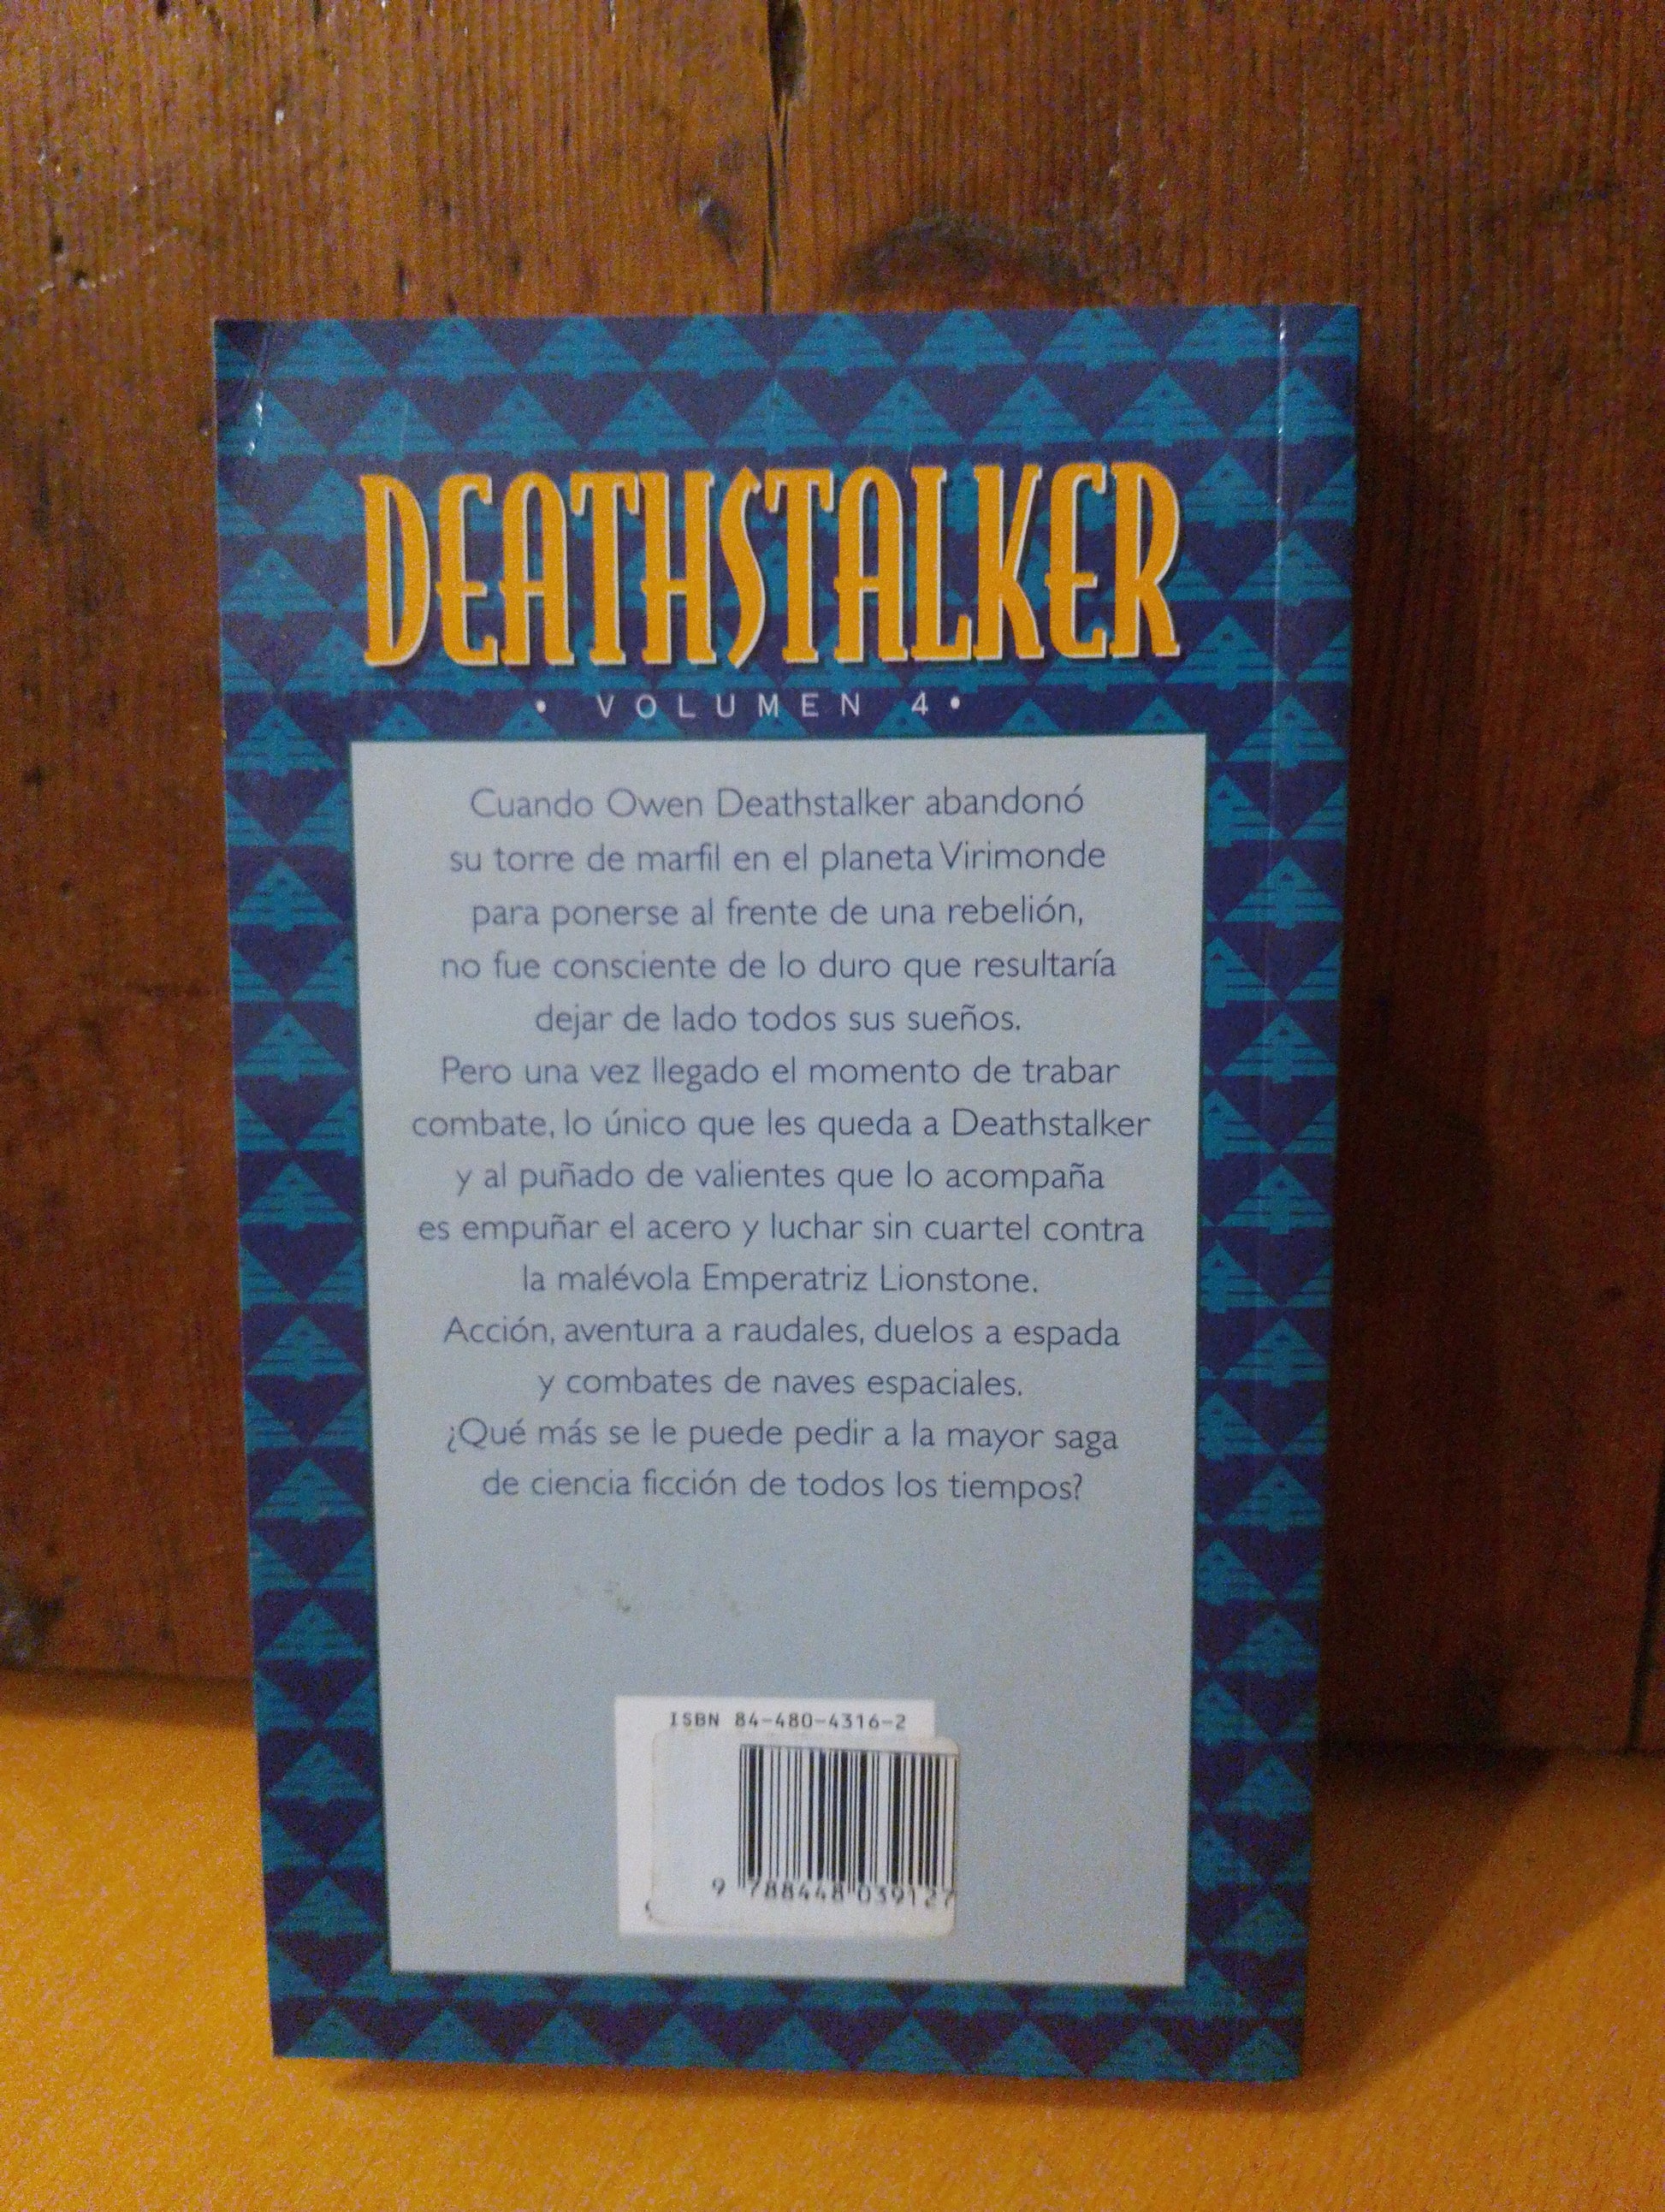 DEATHSTALKER
• VOLUMEN 4 •
Cuando Owen Deathstalker abandonó
su torre de marfil en el planeta Virimonde
para ponerse al frente de una rebelión,
no fue consciente de lo duro que resultaría
dejar de lado todos sus sueños.
Pero una vez llegado el momento de trabar
combate, lo único que les queda a Deathstalker
y al puñado de valientes que lo acompaña
es empuñar el acero y luchar sin cuartel contra
la malévola Emperatriz Lionstone.
Acción, aventura a raudales, duelos a espada
y combates de naves espaciales.
¿Qué más se le puede pedir a la mayor saga
de ciencia ficción de todos los tiempos?
ISBN 84-480-4316-2
9 788448 039127